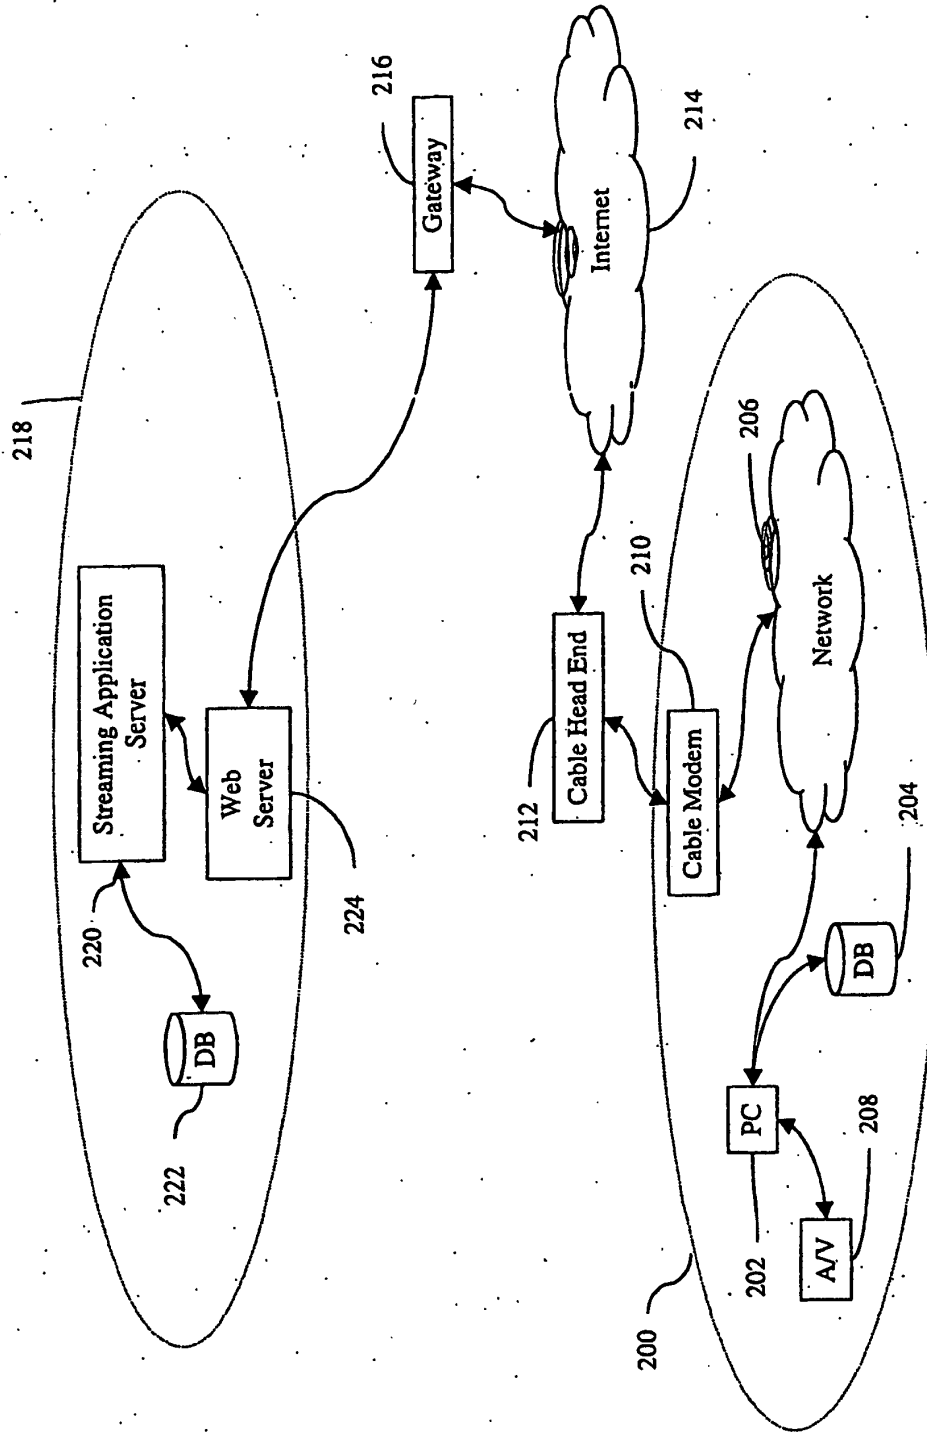 218
Streaming Application
Server
220
Web
Server
224
DB
222
216
Gateway
Internet
214
Cable Head End
212
210
Cable Modem
206
Network
204
DB
PC
202
A/V
208
200